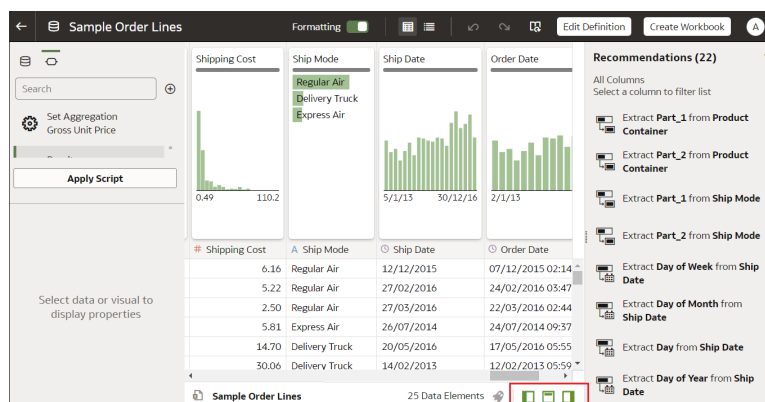 Sample Order Lines
Formatting
Edit Definition
Create Workbook
A
Search
Set Aggregation
Gross Unit Price
Apply Script
Select data or visual to
display properties
Shipping Cost
Ship Mode
Ship Date
Order Date
Regular Air
Delivery Truck
Express Air
0.49 110.2
5/1/13 30/12/16
2/1/13
# Shipping Cost
A Ship Mode
Ship Date
Order Date
6.16 Regular Air 12/12/2015 07/12/2015 02:14
5.22 Regular Air 27/02/2016 24/02/2016 03:47
2.50 Regular Air 27/03/2016 22/03/2016 02:44
5.81 Express Air 26/07/2014 24/07/2014 09:37
14.70 Delivery Truck 20/05/2016 17/05/2016 05:55
30.06 Delivery Truck 14/02/2013 12/02/2013 05:59
Sample Order Lines
25 Data Elements
Recommendations (22)
All Columns
Select a column to filter list
Extract Part_1 from Product
Container
Extract Part_2 from Product
Container
Extract Part_1 from Ship Mode
Extract Part_2 from Ship Mode
Extract Day of Week from Ship
Date
Extract Day of Month from
Ship Date
Extract Day from Ship Date
Extract Day of Year from Ship
Date